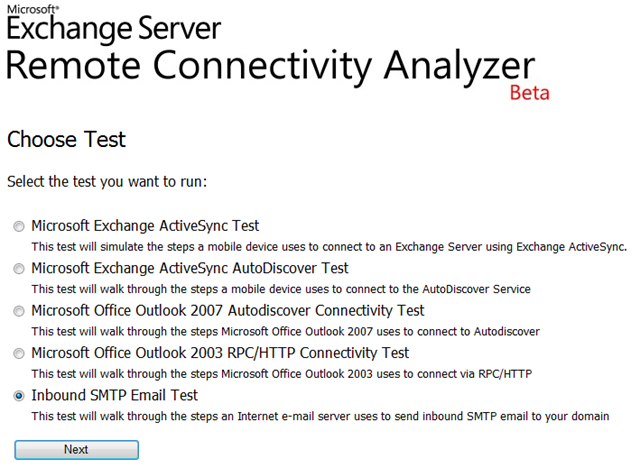 Microsoft®
Exchange Server
Remote Connectivity Analyzer
Beta
Choose Test
Select the test you want to run:
Microsoft Exchange ActiveSync Test
This test will simulate the steps a mobile device uses to connect to an Exchange Server using Exchange ActiveSync.
Microsoft Exchange ActiveSync AutoDiscover Test
This test will walk through the steps a mobile device uses to connect to the AutoDiscover Service
Microsoft Office Outlook 2007 Autodiscover Connectivity Test
This test will walk through the steps Microsoft Office Outlook 2007 uses to connect to Autodiscover
Microsoft Office Outlook 2003 RPC/HTTP Connectivity Test
This test will walk through the steps Microsoft Office Outlook 2003 uses to connect via RPC/HTTP
Inbound SMTP Email Test
This test will walk through the steps an Internet e-mail server uses to send inbound SMTP email to your domain
Next